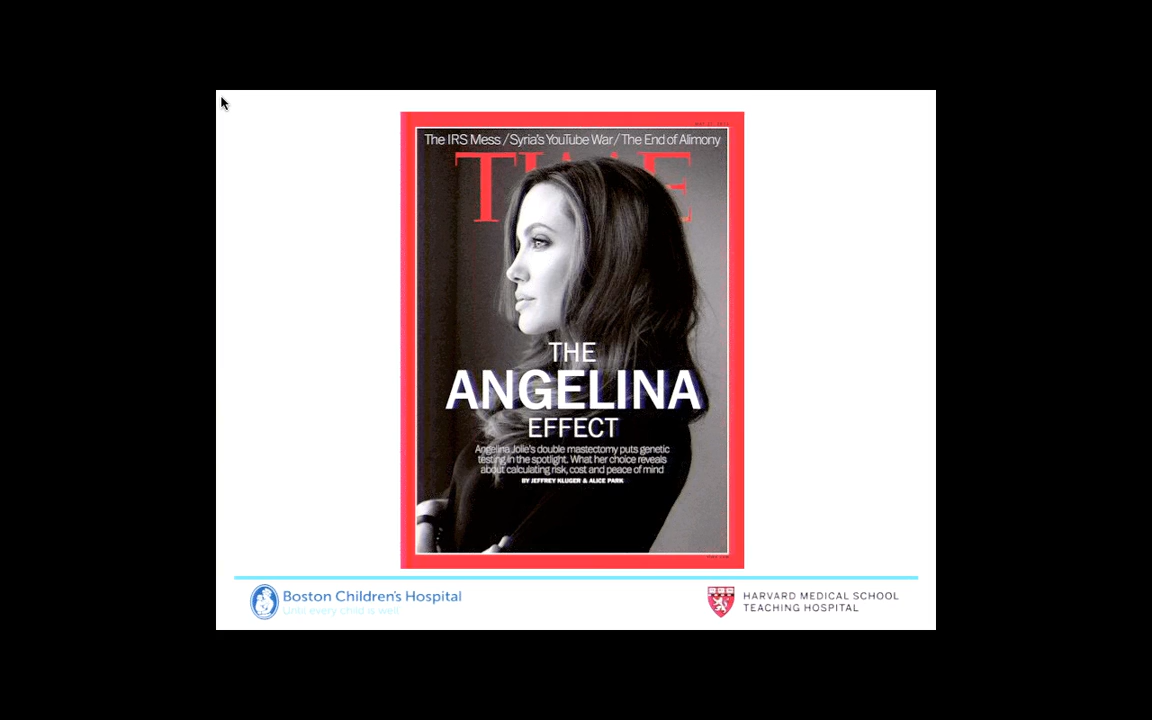 The IRS Mess / Syria's YouTube War / The End of Alimony
TIME
THE
ANGELINA
EFFECT
Angelina Jolie's double mastectomy puts genetic
testing in the spotlight. What her choice reveals
about calculating risk, cost and peace of mind
BY JEFFREY KLUGER & ALICE PARK
Boston Children's Hospital
Until every child is well
HARVARD MEDICAL SCHOOL
TEACHING HOSPITAL